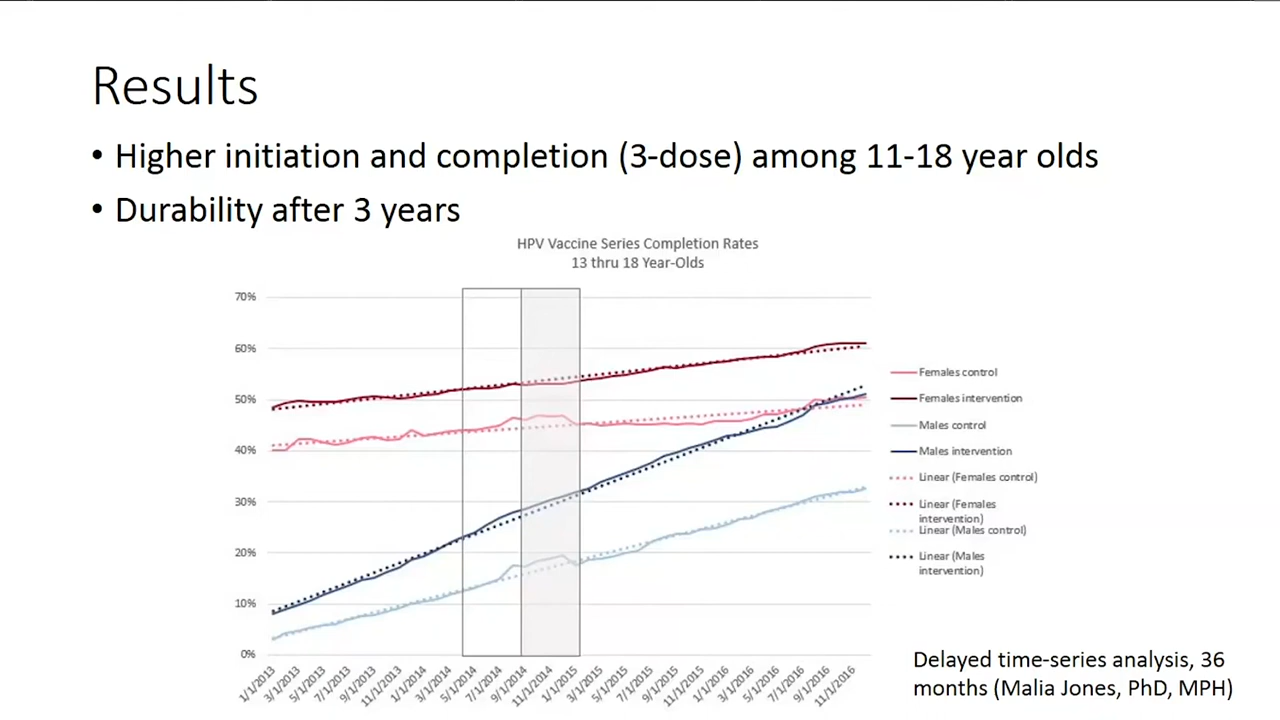 Results
• Higher initiation and completion (3-dose) among 11-18 year olds
• Durability after 3 years
HPV Vaccine Series Completion Rates
13 thru 18 Year-Olds
70%
60%
50%
40%
30%
20%
10%
0%
1/1/2013
3/1/2013
5/1/2013
7/1/2013
9/1/2013
11/1/2013
1/1/2014
3/1/2014
5/1/2014
7/1/2014
9/1/2014
11/1/2014
1/1/2015
3/1/2015
5/1/2015
7/1/2015
9/1/2015
11/1/2015
1/1/2016
3/1/2016
5/1/2016
7/1/2016
9/1/2016
11/1/2016
Females control
Females intervention
Males control
Males intervention
Linear (Females control)
Linear (Females
intervention)
Linear (Males control)
Linear (Males
intervention)
Delayed time-series analysis, 36
months (Malia Jones, PhD, MPH)